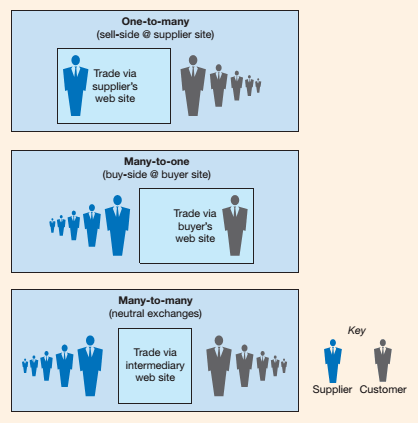 One-to-many
(sell-side @ supplier site)
Trade via
supplier's
web site
Many-to-one
(buy-side @ buyer site)
Trade via
buyer's
web site
Many-to-many
(neutral exchanges)
Trade via
intermediary
web site
Key
Supplier Customer